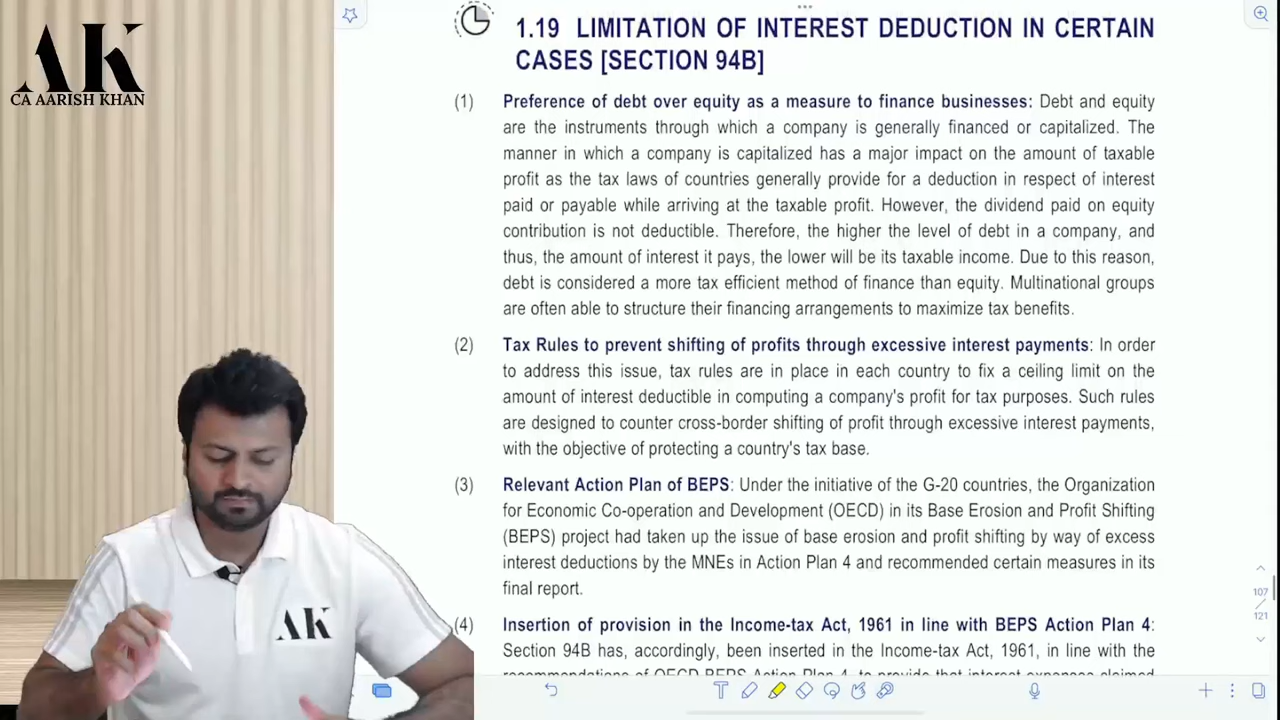 AK
CA AARISH KHAN
1.19 LIMITATION OF INTEREST DEDUCTION IN CERTAIN
CASES [SECTION 94B]
(1) Preference of debt over equity as a measure to finance businesses: Debt and equity
are the instruments through which a company is generally financed or capitalized. The
manner in which a company is capitalized has a major impact on the amount of taxable
profit as the tax laws of countries generally provide for a deduction in respect of interest
paid or payable while arriving at the taxable profit. However, the dividend paid on equity
contribution is not deductible. Therefore, the higher the level of debt in a company, and
thus, the amount of interest it pays, the lower will be its taxable income. Due to this reason,
debt is considered a more tax efficient method of finance than equity. Multinational groups
are often able to structure their financing arrangements to maximize tax benefits.
(2) Tax Rules to prevent shifting of profits through excessive interest payments: In order
to address this issue, tax rules are in place in each country to fix a ceiling limit on the
amount of interest deductible in computing a company's profit for tax purposes. Such rules
are designed to counter cross-border shifting of profit through excessive interest payments,
with the objective of protecting a country's tax base.
(3) Relevant Action Plan of BEPS: Under the initiative of the G-20 countries, the Organization
for Economic Co-operation and Development (OECD) in its Base Erosion and Profit Shifting
(BEPS) project had taken up the issue of base erosion and profit shifting by way of excess
interest deductions by the MNEs in Action Plan 4 and recommended certain measures in its
final report.
(4) Insertion of provision in the Income-tax Act, 1961 in line with BEPS Action Plan 4:
Section 94B has, accordingly, been inserted in the Income-tax Act, 1961, in line with the
recommendations of OECD BEPS Action Plan 4, to provide that interest expenses claimed
107
121
AK